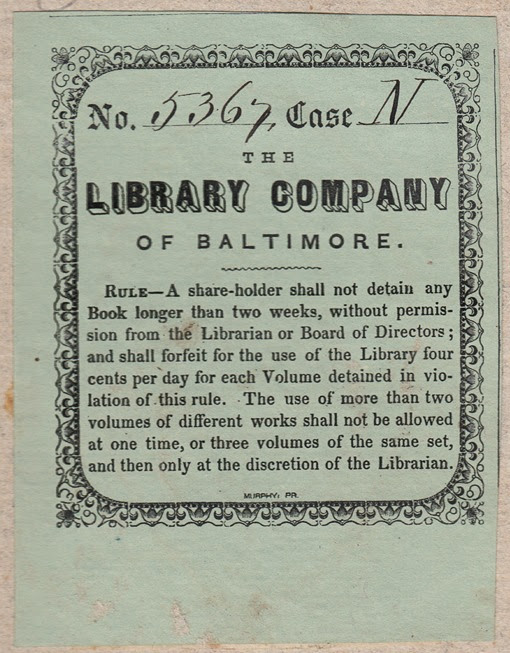 No. 5367, Case N
THE
LIBRARY COMPANY
OF BALTIMORE.
RULE—A share-holder shall not detain any
Book longer than two weeks, without permis-
sion from the Librarian or Board of Directors;
and shall forfeit for the use of the Library four
cents per day for each Volume detained in vio-
lation of this rule. The use of more than two
volumes of different works shall not be allowed
at one time, or three volumes of the same set,
and then only at the discretion of the Librarian.
MURPHY: PR.